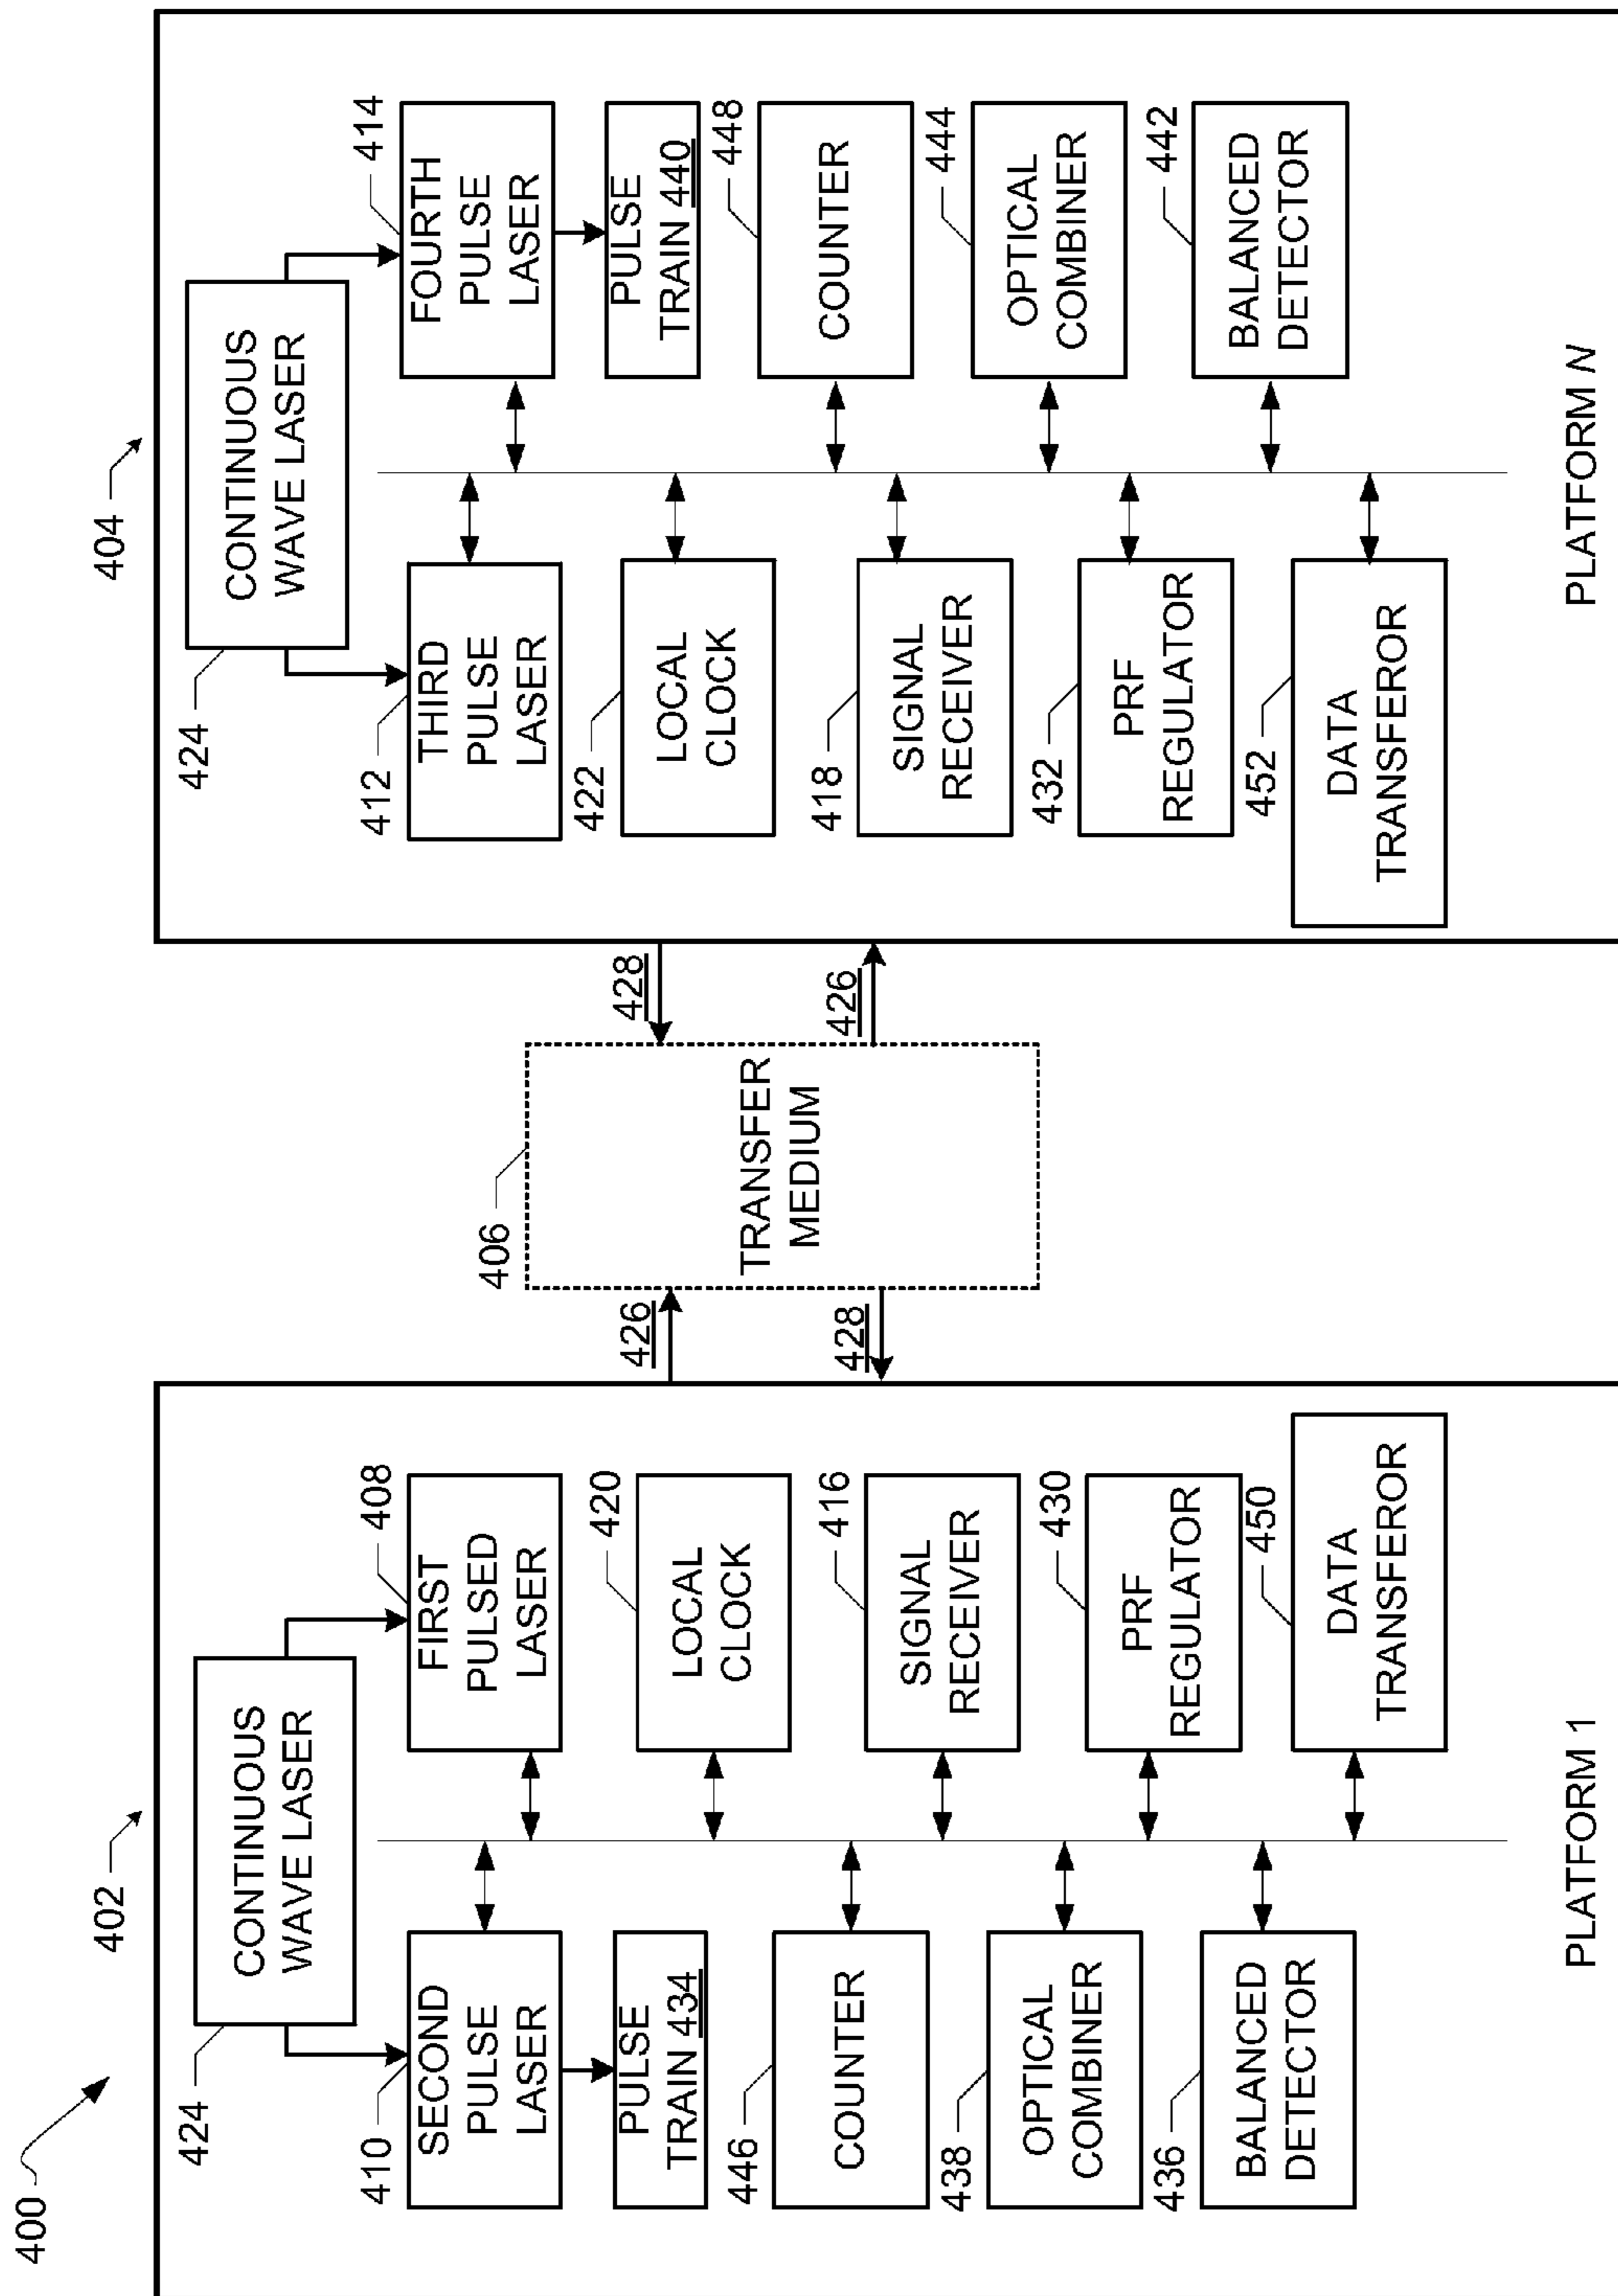 400
402
424
CONTINUOUS
WAVE LASER
410
SECOND
PULSE
LASER
408
FIRST
PULSED
LASER
PULSE
TRAIN 434
420
LOCAL
CLOCK
446
COUNTER
416
SIGNAL
RECEIVER
438
OPTICAL
COMBINER
430
PRF
REGULATOR
436
BALANCED
DETECTOR
450
DATA
TRANSFEROR
PLATFORM 1
426
428
406
TRANSFER
MEDIUM
428
426
404
424
CONTINUOUS
WAVE LASER
412
THIRD
PULSE
LASER
414
FOURTH
PULSE
LASER
PULSE
TRAIN 440
422
LOCAL
CLOCK
448
COUNTER
418
SIGNAL
RECEIVER
444
OPTICAL
COMBINER
432
PRF
REGULATOR
442
BALANCED
DETECTOR
452
DATA
TRANSFEROR
PLATFORM N